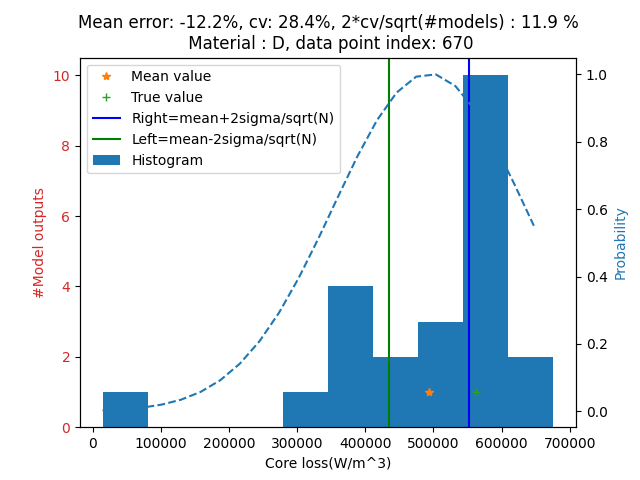 Mean error: -12.2%, cv: 28.4%, 2*cv/sqrt(#models) : 11.9 %
Material : D, data point index: 670
Mean value
True value
Right=mean+2sigma/sqrt(N)
Left=mean-2sigma/sqrt(N)
Histogram
#Model outputs
10
8
6
4
2
0
1.0
0.8
0.6
0.4
0.2
0.0
Probability
0 100000 200000 300000 400000 500000 600000 700000
Core loss(W/m^3)